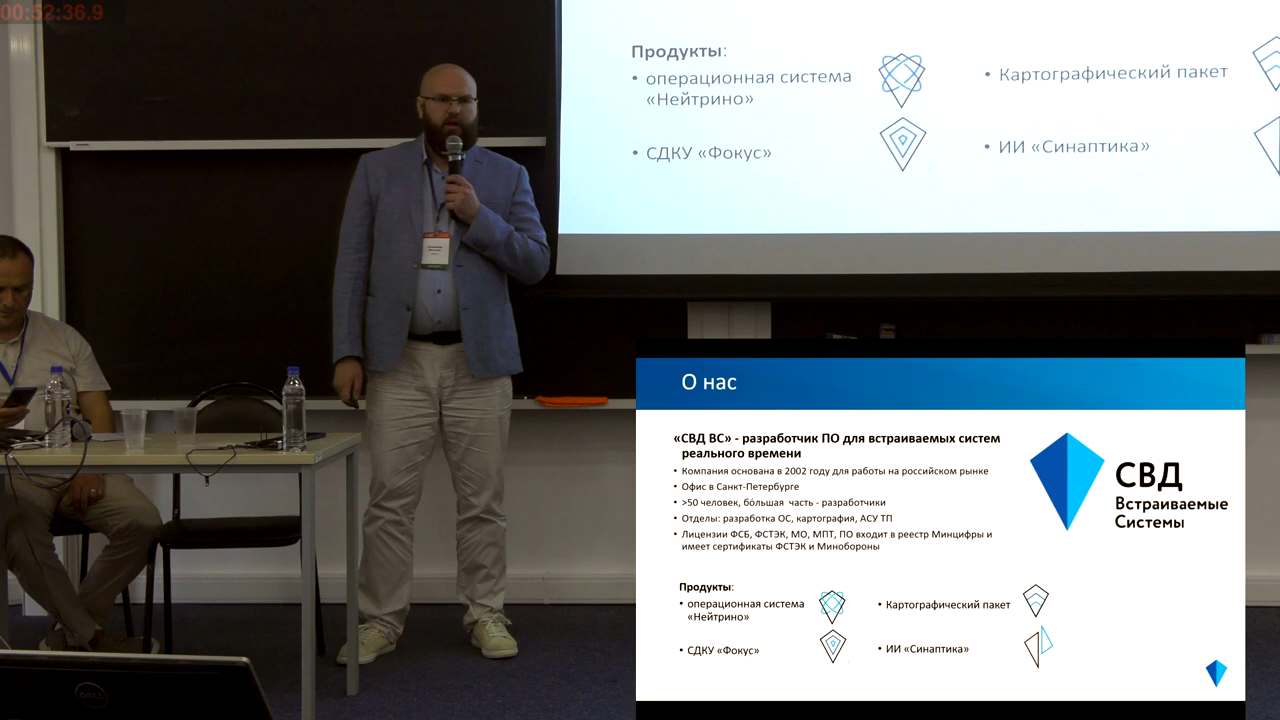 00:52:36.9
Продукты:
• операционная система
«Нейтрино»
• СДКУ «Фокус»
• Картографический пакет
• ИИ «Синаптика»
О нас
«СВД ВС» - разработчик ПО для встраиваемых систем
реального времени
• Компания основана в 2002 году для работы на российском рынке
• Офис в Санкт-Петербурге
• >50 человек, бо́льшая часть - разработчики
• Отделы: разработка ОС, картография, АСУ ТП
• Лицензии ФСБ, ФСТЭК, МО, МПТ, ПО входит в реестр Минцифры и
имеет сертификаты ФСТЭК и Минобороны
СВД
Встраиваемые
Системы
Продукты:
• операционная система
«Нейтрино»
• СДКУ «Фокус»
• Картографический пакет
• ИИ «Синаптика»
DELL